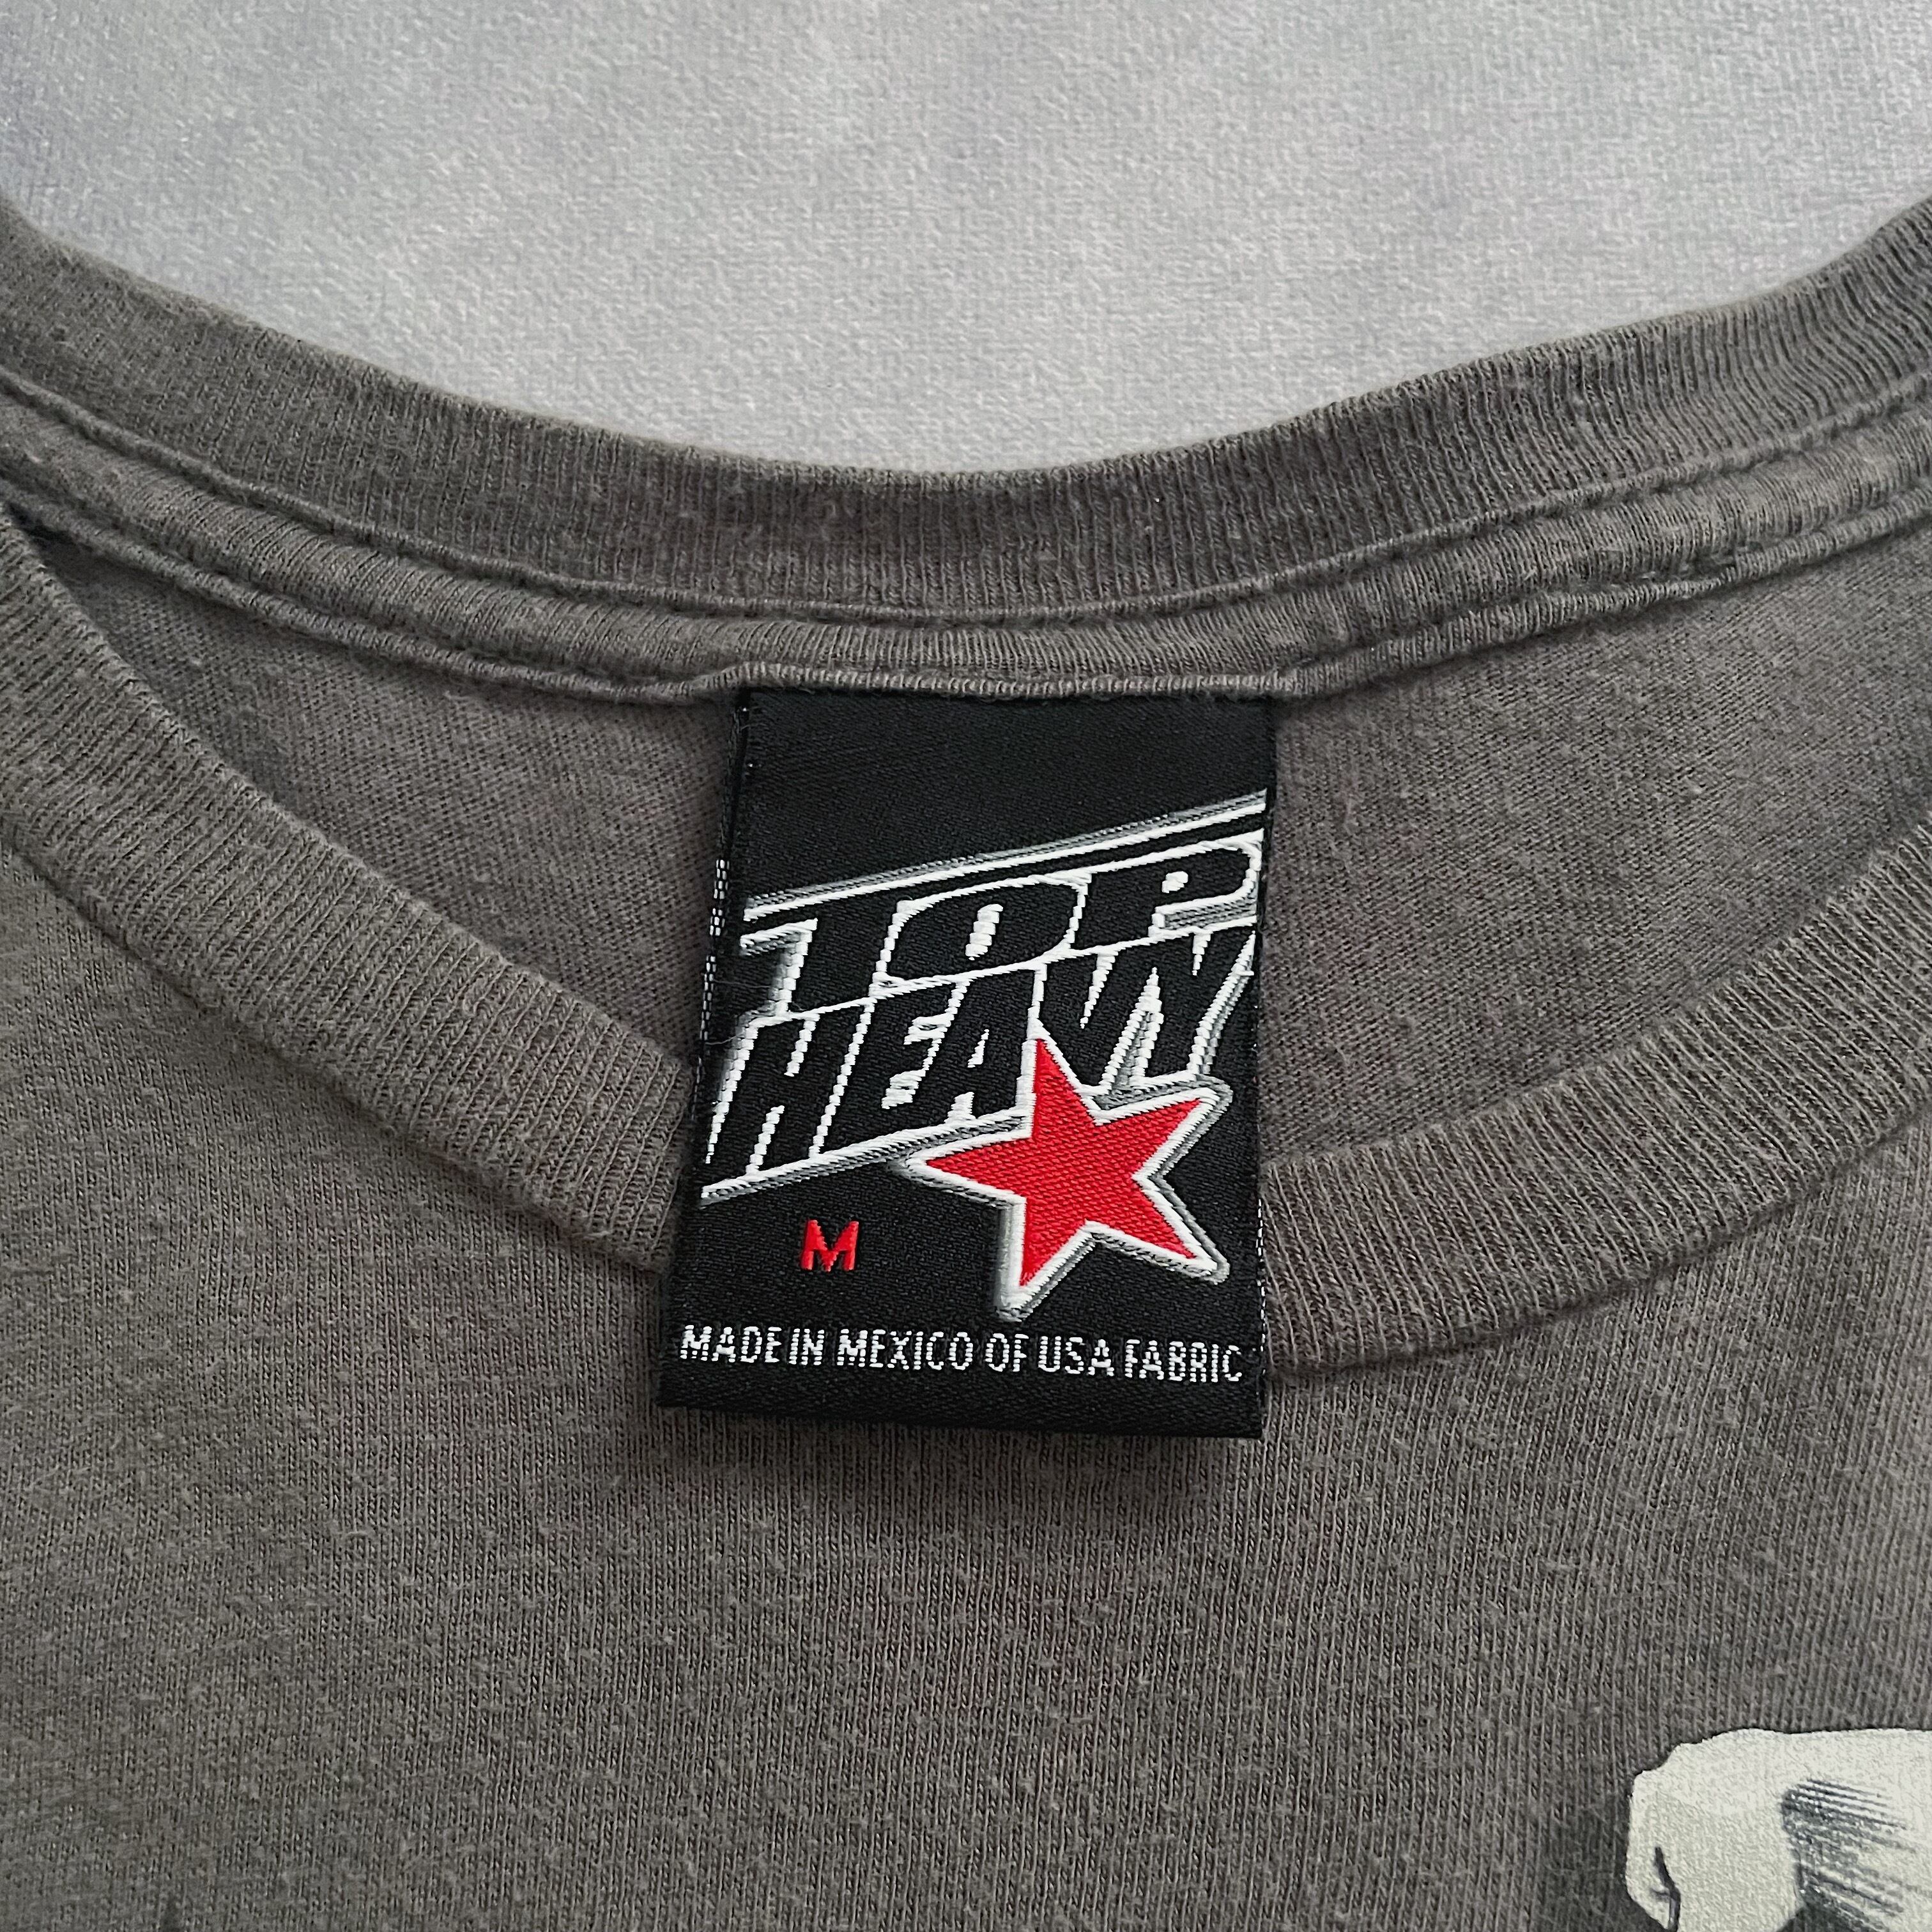 TOP
HEAVY
M
MADE IN MEXICO OF USA FABRIC